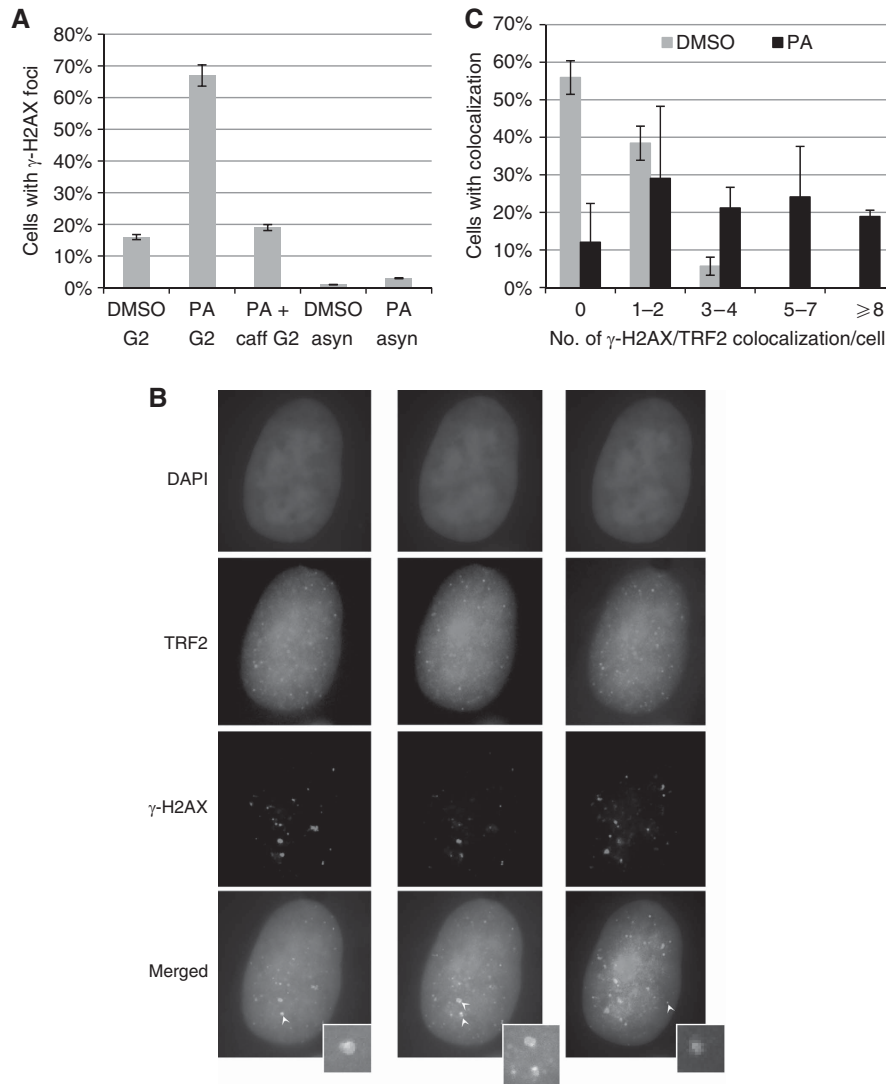 A
Cells with γ-H2AX foci
80%
70%
60%
50%
40%
30%
20%
10%
0%
DMSO G2
PA G2
PA + caff G2
DMSO asyn
PA asyn
C
Cells with colocalization
70%
60%
50%
40%
30%
20%
10%
0%
DMSO
PA
0
1–2
3–4
5–7
⩾8
No. of γ-H2AX/TRF2 colocalization/cell
B
DAPI
TRF2
γ-H2AX
Merged